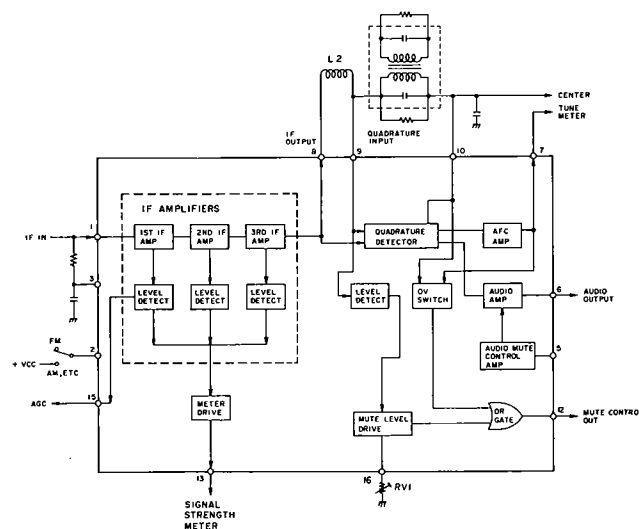 L2
CENTER
TUNE
METER
IF
OUTPUT
QUADRATURE
INPUT
8
9
10
7
IF AMPLIFIERS
1
IF IN
1ST IF
AMP
2ND IF
AMP
3RD IF
AMP
QUADRATURE
DETECTOR
AFC
AMP
3
LEVEL
DETECT
LEVEL
DETECT
LEVEL
DETECT
LEVEL
DETECT
OV
SWITCH
AUDIO
AMP
6
AUDIO
OUTPUT
FM
+ VCC
AM, ETC
2
AUDIO MUTE
CONTROL
AMP
5
15
AGC
METER
DRIVE
MUTE LEVEL
DRIVE
OR
GATE
12
MUTE CONTROL
OUT
13
16
RV1
SIGNAL
STRENGTH
METER